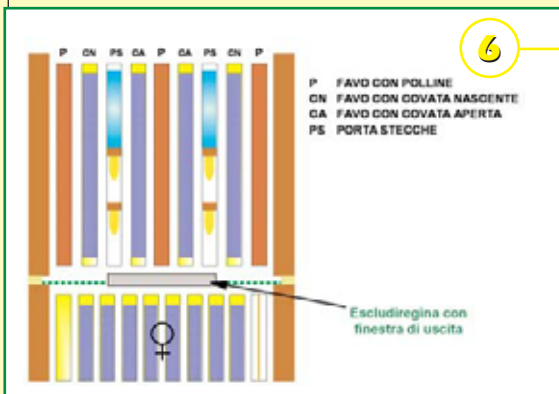 6
P CN PS CA P CA PS CN P
P FAVO CON POLLINE
CN FAVO CON COVATA NASCENTE
CA FAVO CON COVATA APERTA
PS PORTA STECCHE
Escludiregina con
finestra di uscita